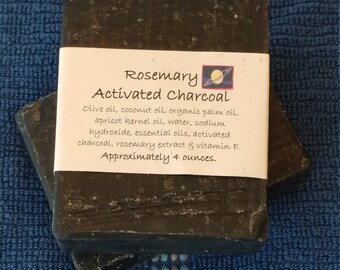 Rosemary
Activated Charcoal
Olive oil, coconut oil, organic palm oil,
apricot kernel oil, water, sodium
hydroxide, essential oils, activated
charcoal, rosemary extract & vitamin E.
Approximately 4 ounces.